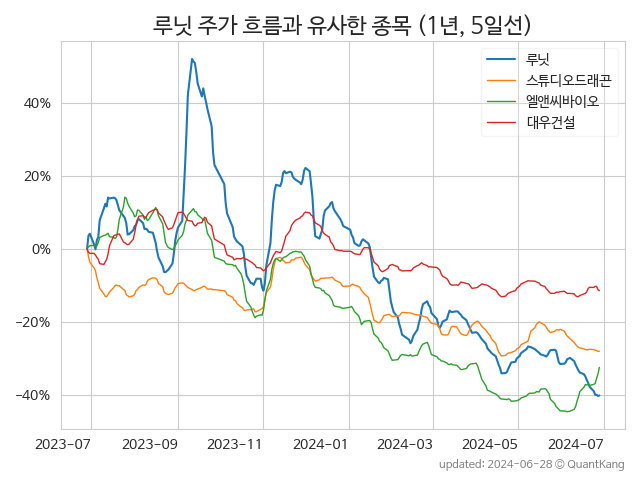 루닛 주가 흐름과 유사한 종목 (1년, 5일선)
루닛
스튜디오드래곤
엘앤씨바이오
대우건설
40%
20%
0%
−20%
−40%
2023-07 2023-09 2023-11 2024-01 2024-03 2024-05 2024-07
updated: 2024-06-28 © QuantKang